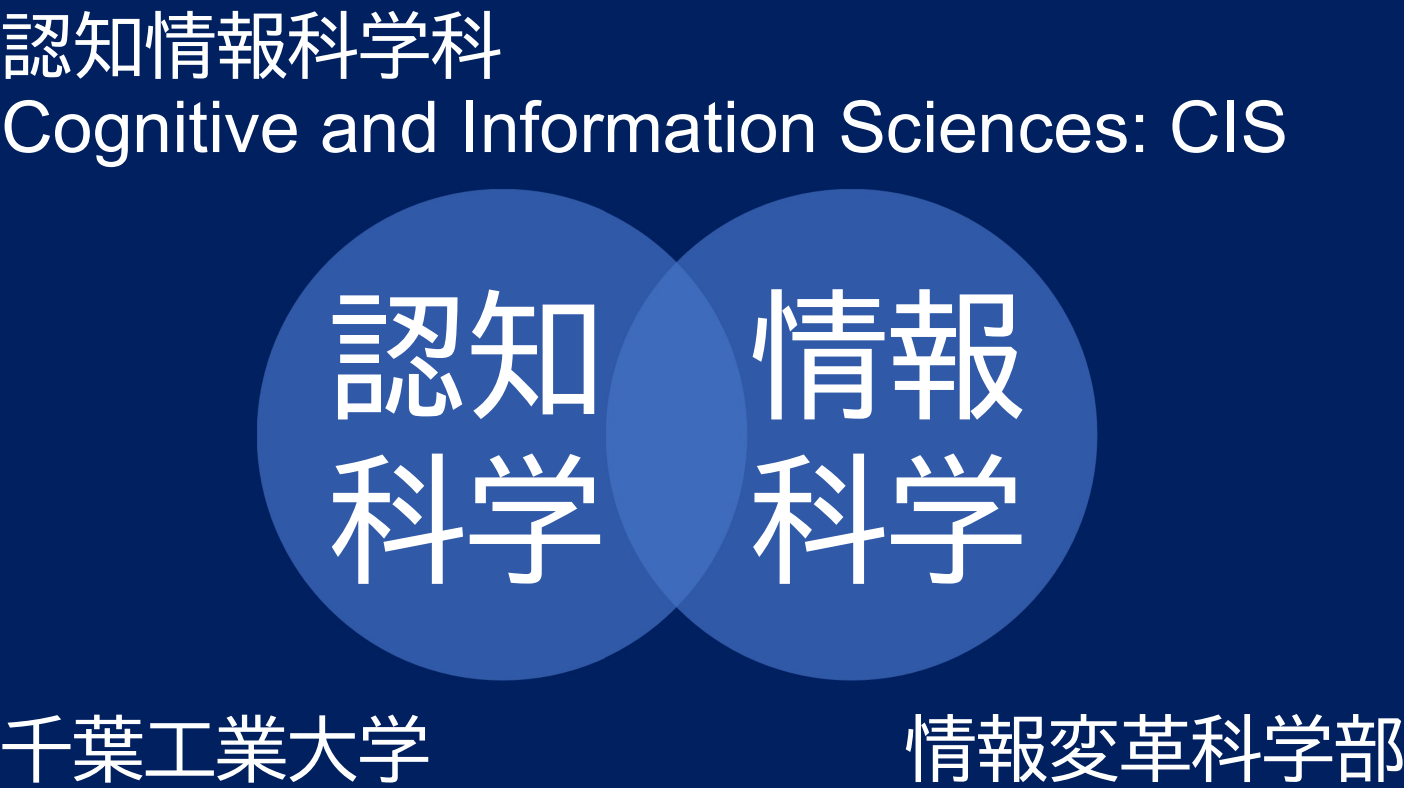 認知情報科学科
Cognitive and Information Sciences: CIS
認知
科学
情報
科学
千葉工業大学
情報変革科学部